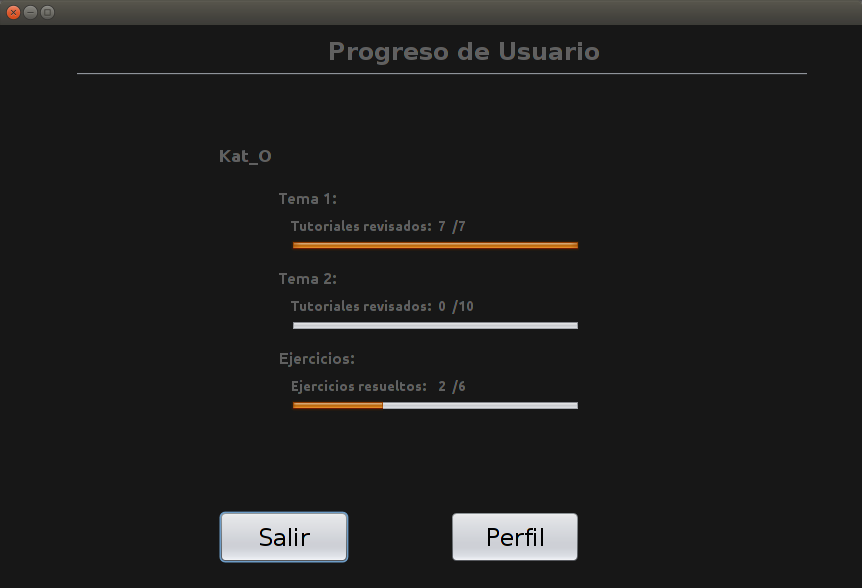 Progreso de Usuario
Kat_O
Tema 1:
Tutoriales revisados: 7 /7
Tema 2:
Tutoriales revisados: 0 /10
Ejercicios:
Ejercicios resueltos: 2 /6
Salir
Perfil